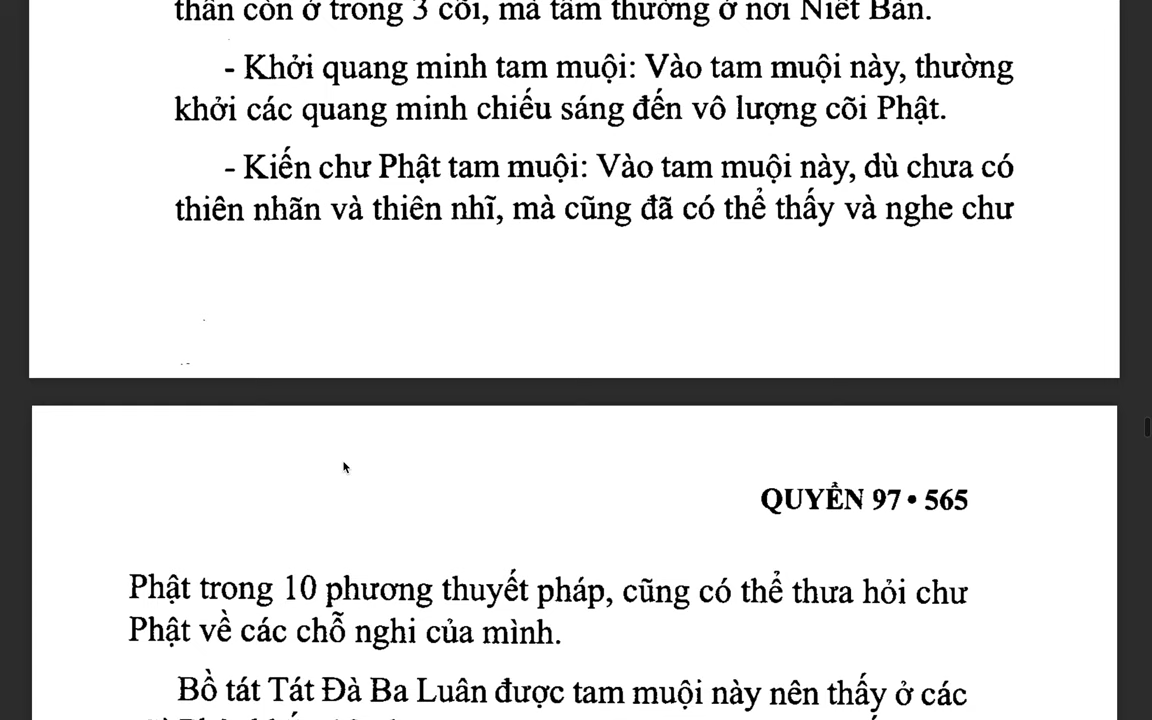 thân còn ở trong 3 cõi, mà tâm thường ở nơi Niết Bàn.
- Khởi quang minh tam muội: Vào tam muội này, thường
khởi các quang minh chiếu sáng đến vô lượng cõi Phật.
- Kiến chư Phật tam muội: Vào tam muội này, dù chưa có
thiên nhãn và thiên nhĩ, mà cũng đã có thể thấy và nghe chư
QUYỂN 97 • 565
Phật trong 10 phương thuyết pháp, cũng có thể thưa hỏi chư
Phật về các chỗ nghi của mình.
Bồ tát Tát Đà Ba Luân được tam muội này nên thấy ở các